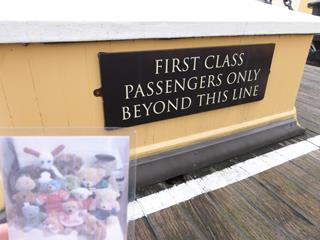 FIRST CLASS
PASSENGERS ONLY
BEYOND THIS LINE